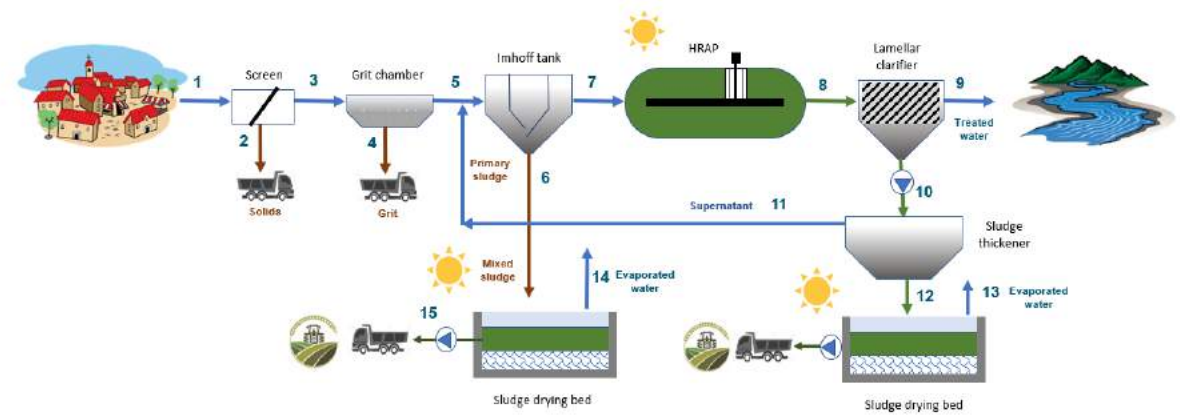 1
Screen
3
Grit chamber
5
Imhoff tank
7
HRAP
8
Lamellar
clarifier
9
Treated
water
2
Solids
4
Grit
Primary
sludge
6
10
Supernatant 11
Sludge
thickener
Mixed
sludge
14 Evaporated
water
12
13 Evaporated
water
15
Sludge drying bed
Sludge drying bed